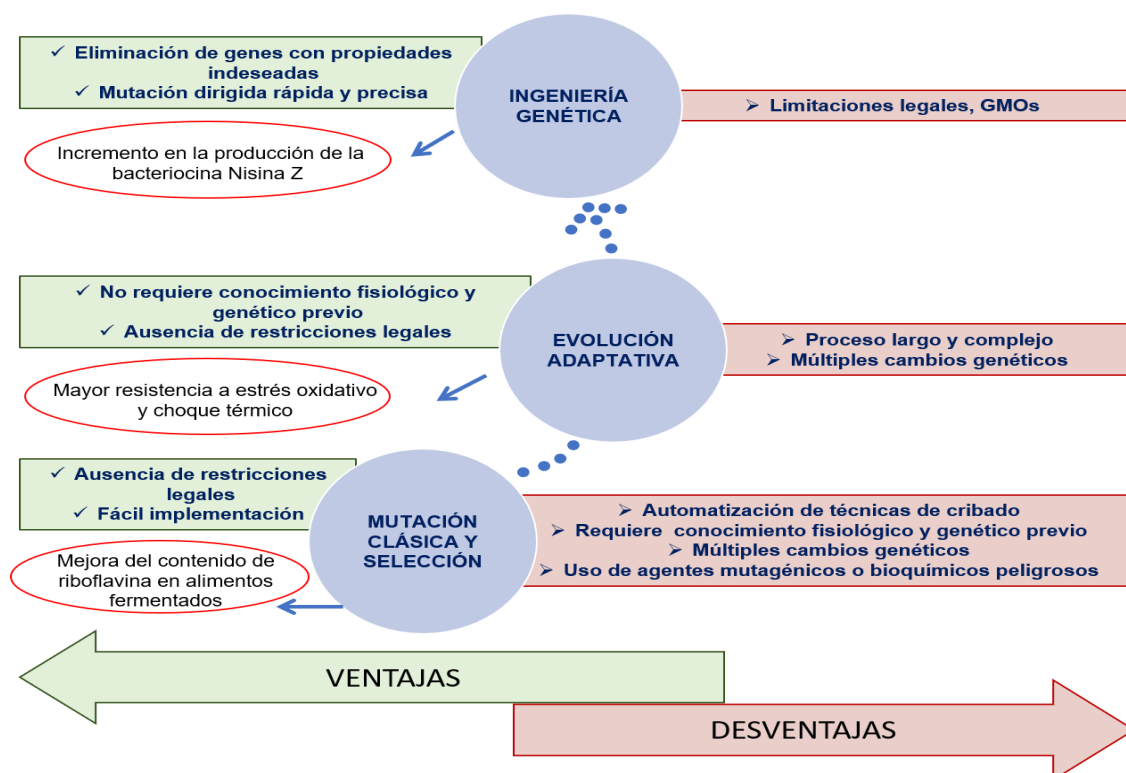 ✓ Eliminación de genes con propiedades
indeseadas
✓ Mutación dirigida rápida y precisa
INGENIERÍA
GENÉTICA
➢ Limitaciones legales, GMOs
Incremento en la producción de la
bacteriocina Nisina Z
✓ No requiere conocimiento fisiológico y
genético previo
✓ Ausencia de restricciones legales
EVOLUCIÓN
ADAPTATIVA
➢ Proceso largo y complejo
➢ Múltiples cambios genéticos
Mayor resistencia a estrés oxidativo
y choque térmico
✓ Ausencia de restricciones
legales
✓ Fácil implementación
MUTACIÓN
CLÁSICA Y
SELECCIÓN
➢ Automatización de técnicas de cribado
➢ Requiere conocimiento fisiológico y genético previo
➢ Múltiples cambios genéticos
➢ Uso de agentes mutagénicos o bioquímicos peligrosos
Mejora del contenido de
riboflavina en alimentos
fermentados
VENTAJAS
DESVENTAJAS